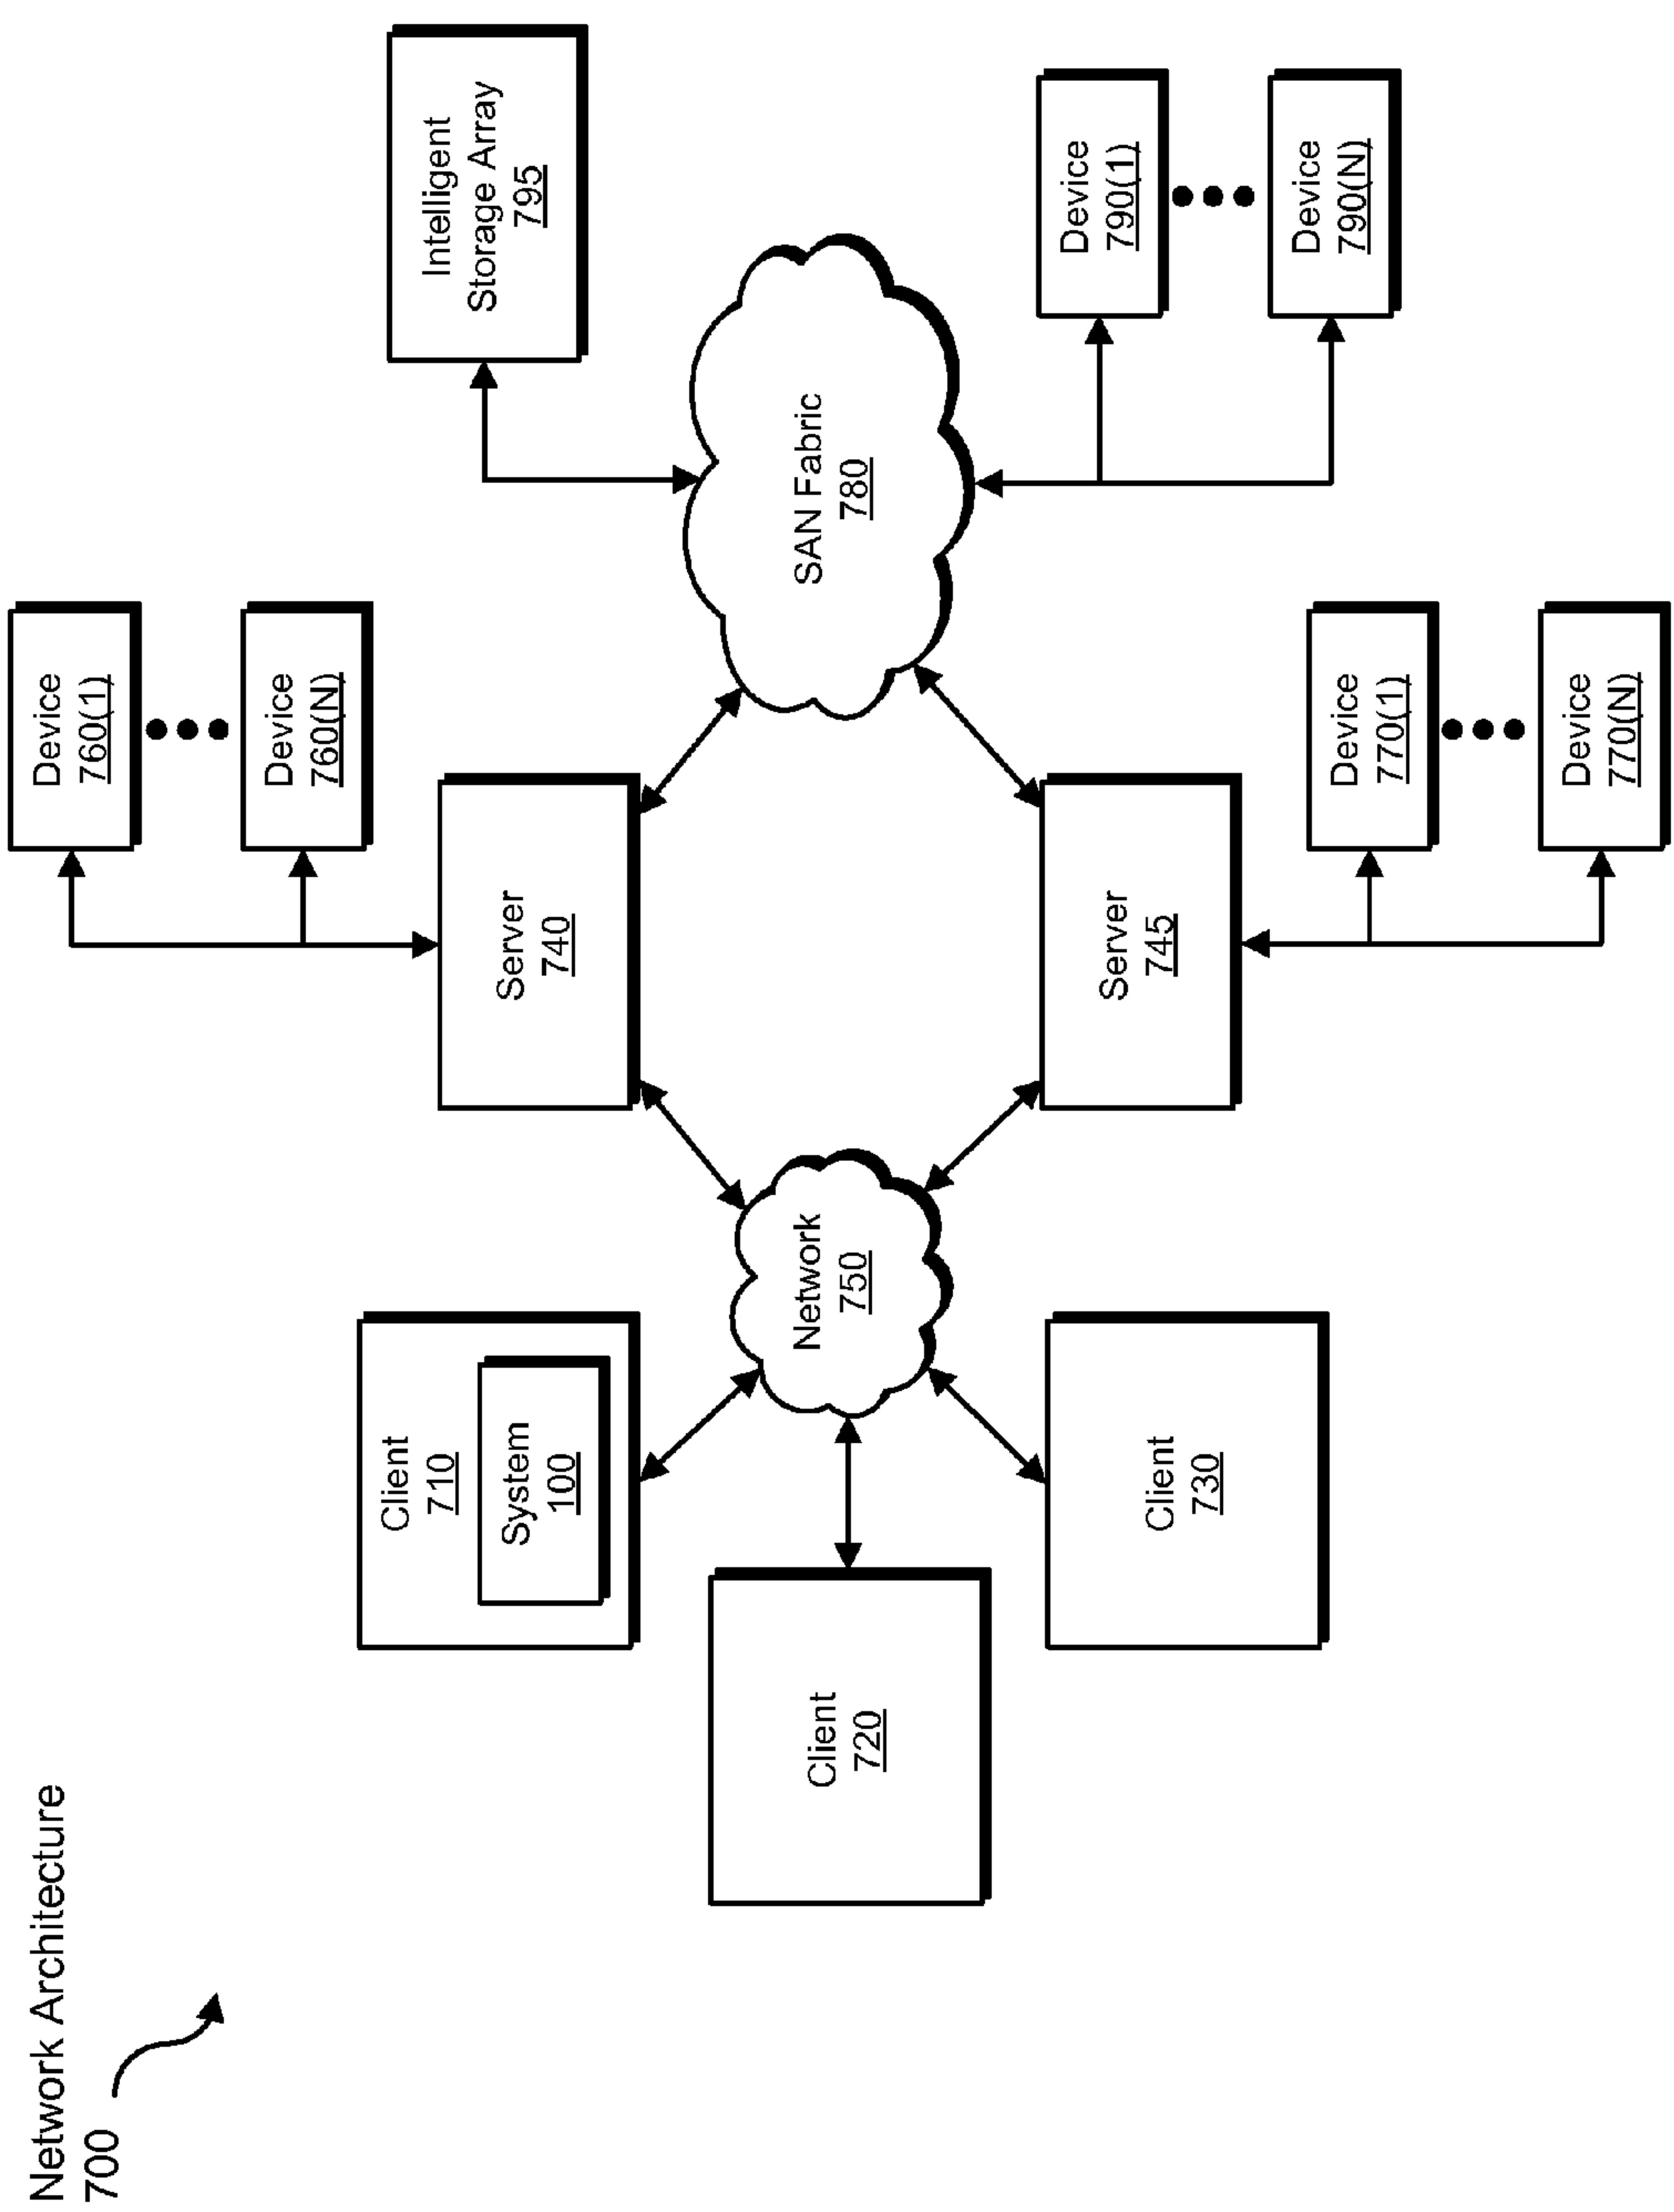 Network Architecture
700
Client
710
System
100
Client
720
Client
730
Network
750
Server
740
Server
745
Device
760(1)
Device
760(N)
Device
770(1)
Device
770(N)
SAN Fabric
780
Intelligent
Storage Array
795
Device
790(1)
Device
790(N)